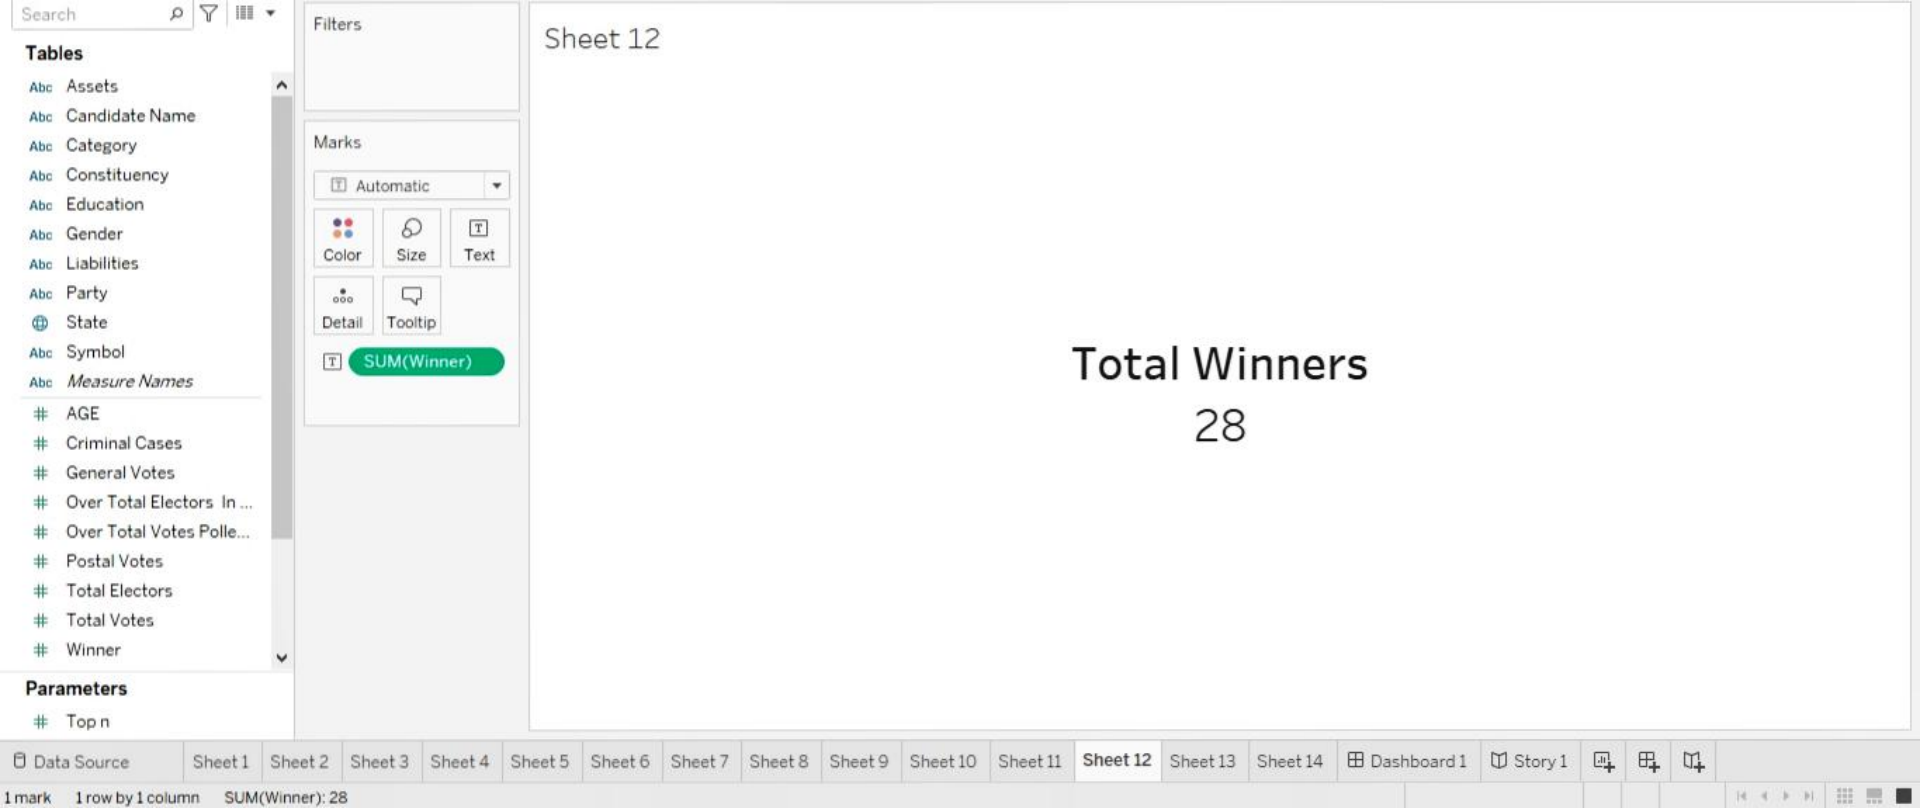 Search
Tables
Abc Assets
Abc Candidate Name
Abc Category
Abc Constituency
Abc Education
Abc Gender
Abc Liabilities
Abc Party
State
Abc Symbol
Abc Measure Names
# AGE
# Criminal Cases
# General Votes
# Over Total Electors In ...
# Over Total Votes Polle...
# Postal Votes
# Total Electors
# Total Votes
# Winner
Parameters
# Top n
Filters
Marks
T Automatic
Color Size T Text
Detail Tooltip
T SUM(Winner)
Sheet 12
Total Winners
28
Data Source Sheet 1 Sheet 2 Sheet 3 Sheet 4 Sheet 5 Sheet 6 Sheet 7 Sheet 8 Sheet 9 Sheet 10 Sheet 11 Sheet 12 Sheet 13 Sheet 14 Dashboard 1 Story 1
1 mark 1 row by 1 column SUM(Winner): 28